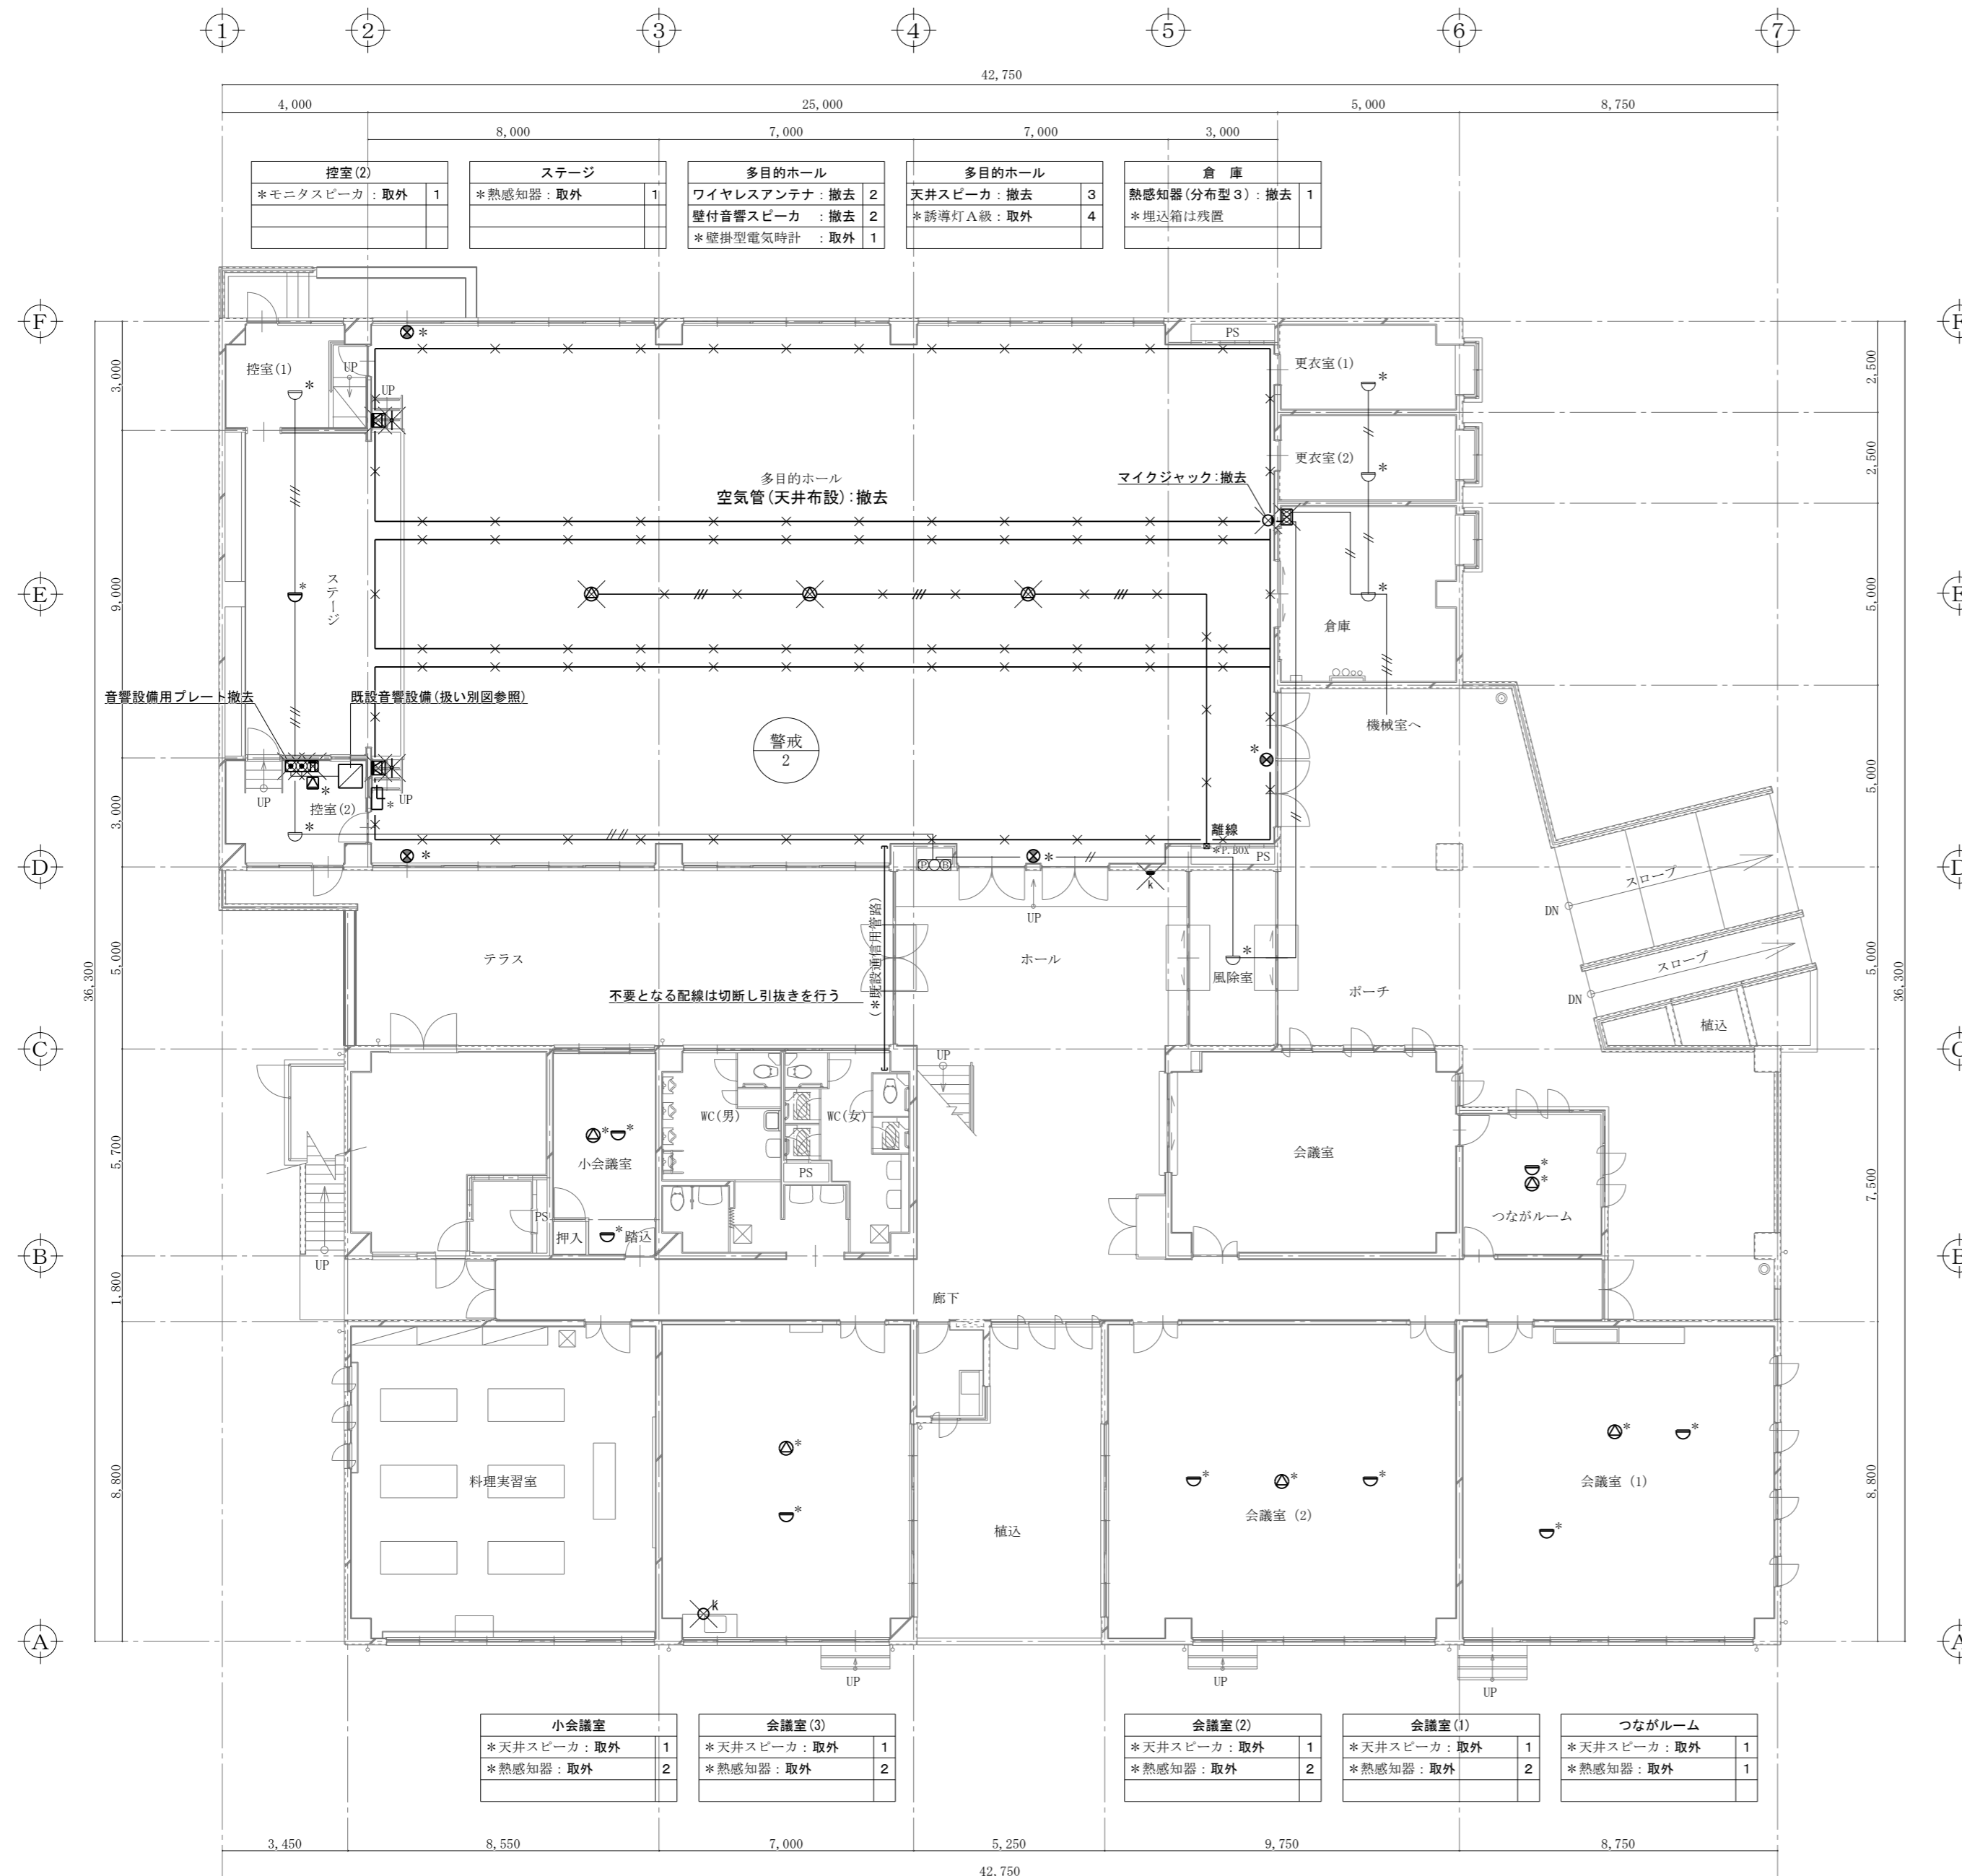 1 2 3 4 5 6 7
42,750
4,000 25,000 5,000 8,750
8,000 7,000 7,000 3,000
控室(2)
*モニタスピーカ：取外 1
ステージ
*熱感知器：取外 1
多目的ホール
ワイヤレスアンテナ：撤去 2
壁付音響スピーカ ：撤去 2
*壁掛型電気時計 ：取外 1
多目的ホール
天井スピーカ：撤去 3
*誘導灯A級：取外 4
倉 庫
熱感知器(分布型3)：撤去 1
*埋込箱は残置
F
F
3,000
2,500
控室(1)
UP
UP
*
*
PS
更衣室(1)
*
更衣室(2)
*
2,500
多目的ホール
空気管(天井布設)：撤去
マイクジャック：撤去
E
E
9,000
ステージ
*
*
倉庫
5,000
音響設備用プレート撤去
既設音響設備(扱い別図参照)
機械室へ
警戒
2
*
3,000
5,000
UP
控室(2)
*
*
UP
*
離線
*P.BOX
PS
D
D
*
P B
*
k
UP
スロープ
DN
スロープ
DN
植込
36,300
5,000
テラス
(*既設通信用管路)
ホール
*
風除室
ポーチ
5,000
36,300
不要となる配線は切断し引抜きを行う
C
C
UP
5,700
7,500
WC(男)
WC(女)
PS
* *
小会議室
会議室
*
*
つながルーム
PS
押入
*
踏込
B
B
UP
1,800
廊下
8,800
8,800
料理実習室
*
*
k
植込
* * *
会議室 (2)
* *
会議室 (1)
*
A
A
UP
UP
UP
小会議室
*天井スピーカ：取外 1
*熱感知器：取外 2
会議室(3)
*天井スピーカ：取外 1
*熱感知器：取外 2
会議室(2)
*天井スピーカ：取外 1
*熱感知器：取外 2
会議室(1)
*天井スピーカ：取外 1
*熱感知器：取外 2
つながルーム
*天井スピーカ：取外 1
*熱感知器：取外 1
3,450 8,550 7,000 5,250 9,750 8,750
42,750